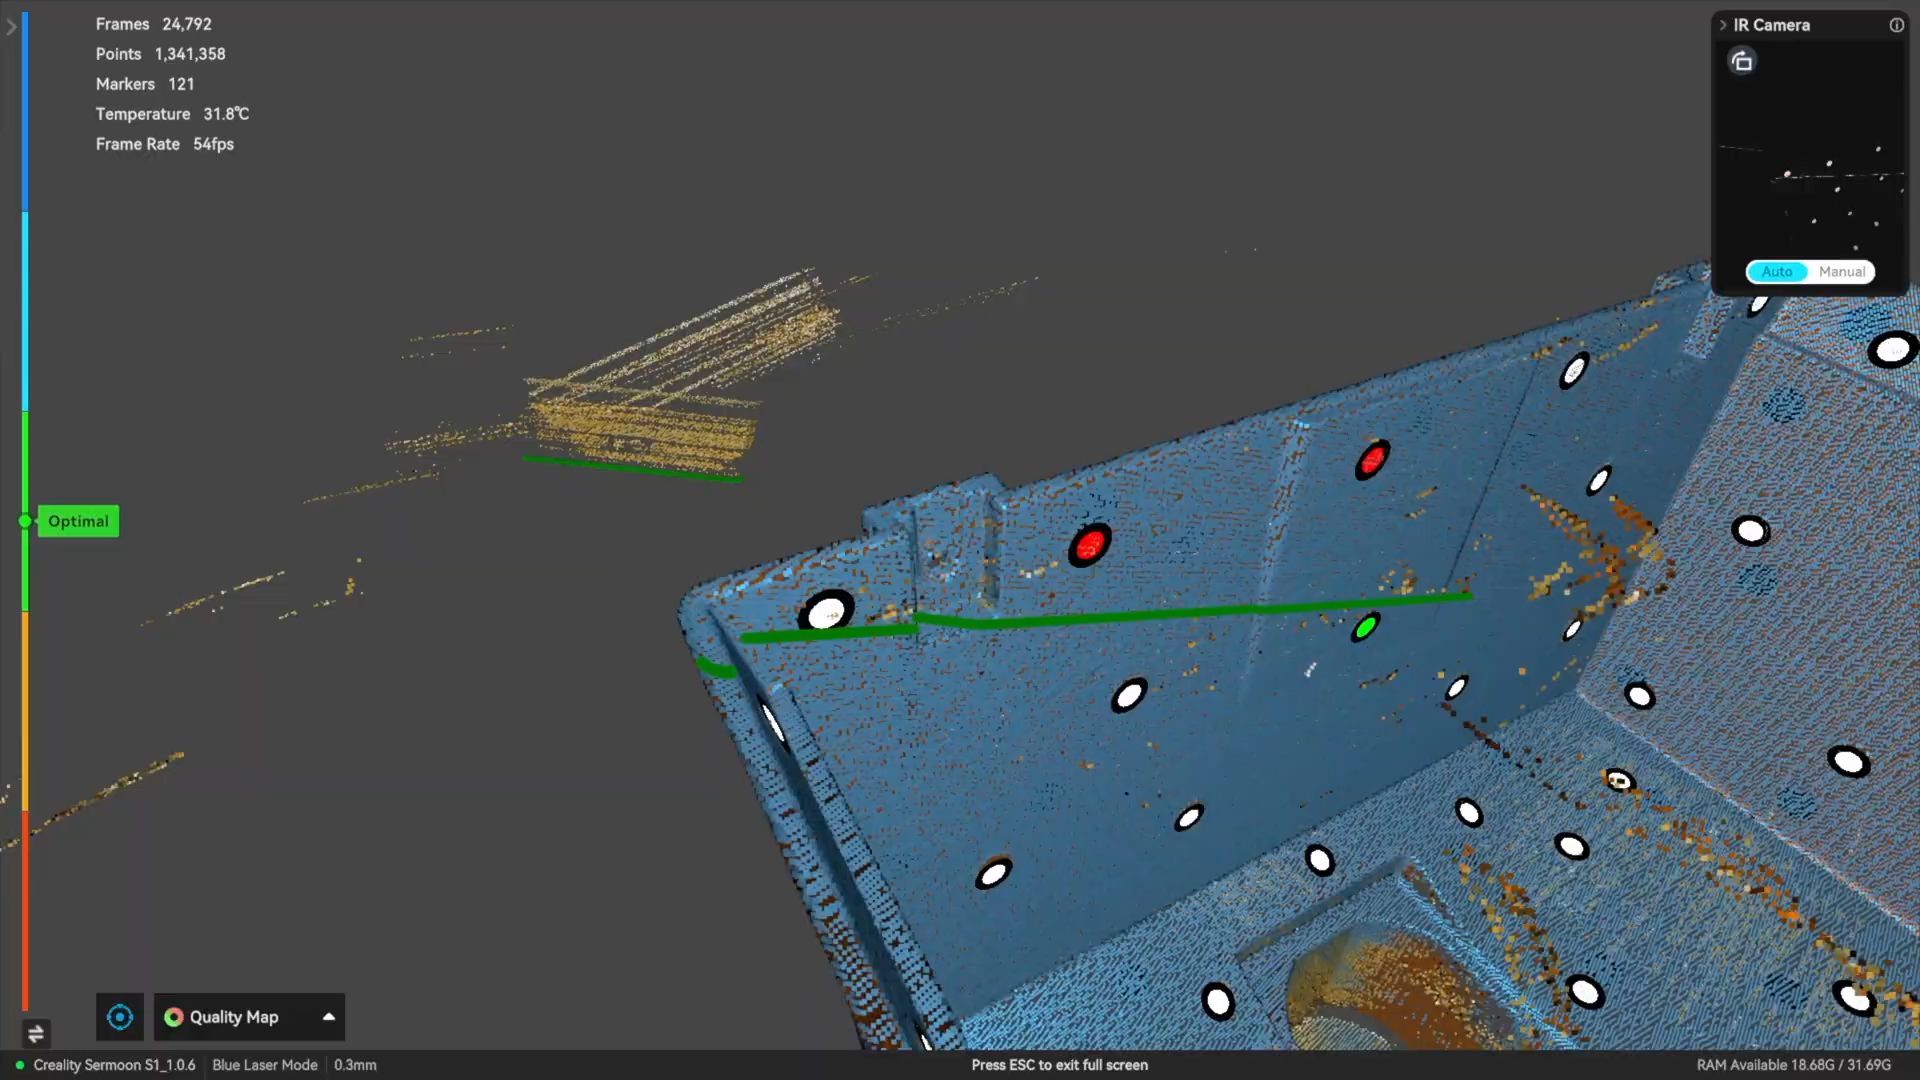 Frames 24,792
Points 1,341,358
Markers 121
Temperature 31.8℃
Frame Rate 54fps
IR Camera
Auto Manual
Optimal
Quality Map
Creality Sermoon S1_1.0.6 Blue Laser Mode 0.3mm
Press ESC to exit full screen
RAM Available 18.68G / 31.69G